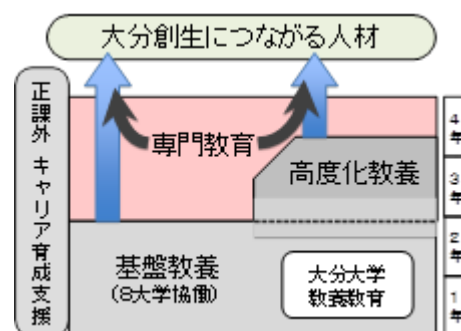 大分創生につながる人材
正課外 キャリア育成支援
専門教育
高度化教養
基盤教養
(8大学協働)
大分大学
教養教育
4年
3年
2年
1年